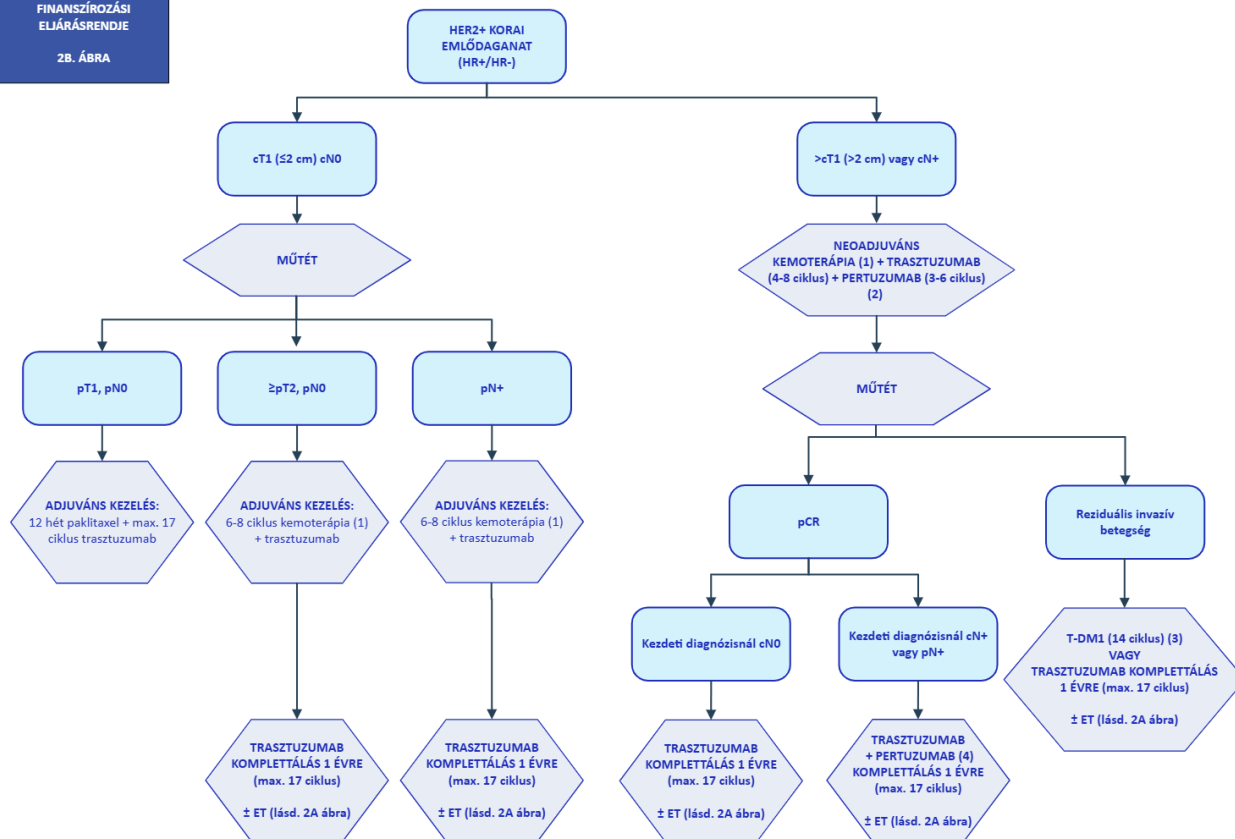 FINANSZÍROZÁSI
ELJÁRÁSRENDJE
2B. ÁBRA
HER2+ KORAI
EMLŐDAGANAT
(HR+/HR-)
cT1 (≤2 cm) cN0
>cT1 (>2 cm) vagy cN+
MŰTÉT
NEOADJUVÁNS
KEMOTERÁPIA (1) + TRASZTUZUMAB
(4-8 ciklus) + PERTUZUMAB (3-6 ciklus)
(2)
pT1, pN0
≥pT2, pN0
pN+
MŰTÉT
ADJUVÁNS KEZELÉS:
12 hét paklitaxel + max. 17
ciklus trasztuzumab
ADJUVÁNS KEZELÉS:
6-8 ciklus kemoterápia (1)
+ trasztuzumab
ADJUVÁNS KEZELÉS:
6-8 ciklus kemoterápia (1)
+ trasztuzumab
pCR
Reziduális invazív
betegség
Kezdeti diagnózisnál cN0
Kezdeti diagnózisnál cN+
vagy pN+
T-DM1 (14 ciklus) (3)
VAGY
TRASZTUZUMAB KOMPLETTÁLÁS
1 ÉVRE (max. 17 ciklus)
± ET (lásd. 2A ábra)
TRASZTUZUMAB
KOMPLETTÁLÁS 1 ÉVRE
(max. 17 ciklus)
± ET (lásd. 2A ábra)
TRASZTUZUMAB
KOMPLETTÁLÁS 1 ÉVRE
(max. 17 ciklus)
± ET (lásd. 2A ábra)
TRASZTUZUMAB
KOMPLETTÁLÁS 1 ÉVRE
(max. 17 ciklus)
± ET (lásd. 2A ábra)
TRASZTUZUMAB
+ PERTUZUMAB (4)
KOMPLETTÁLÁS 1 ÉVRE
(max. 17 ciklus)
± ET (lásd. 2A ábra)